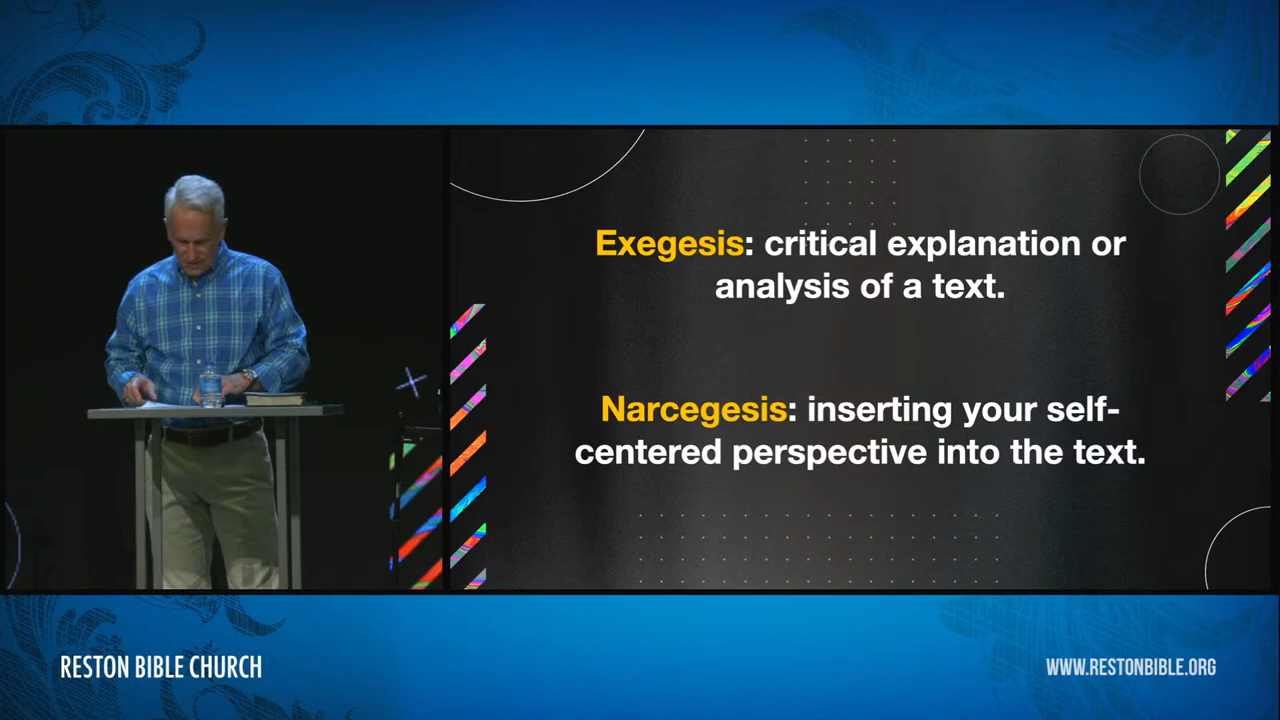 Exegesis: critical explanation or
analysis of a text.
Narcegesis: inserting your self-
centered perspective into the text.
RESTON BIBLE CHURCH
WWW.RESTONBIBLE.ORG